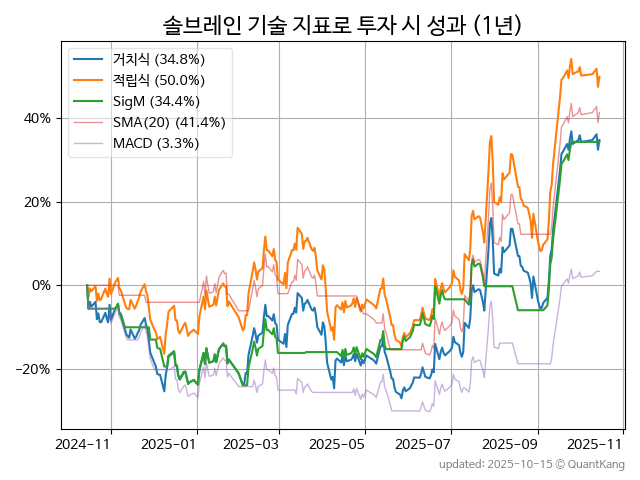 솔브레인 기술 지표로 투자 시 성과 (1년)
거치식 (34.8%)
적립식 (50.0%)
SigM (34.4%)
SMA(20) (41.4%)
MACD (3.3%)
40%
20%
0%
−20%
2024-11 2025-01 2025-03 2025-05 2025-07 2025-09 2025-11
updated: 2025-10-15 © QuantKang